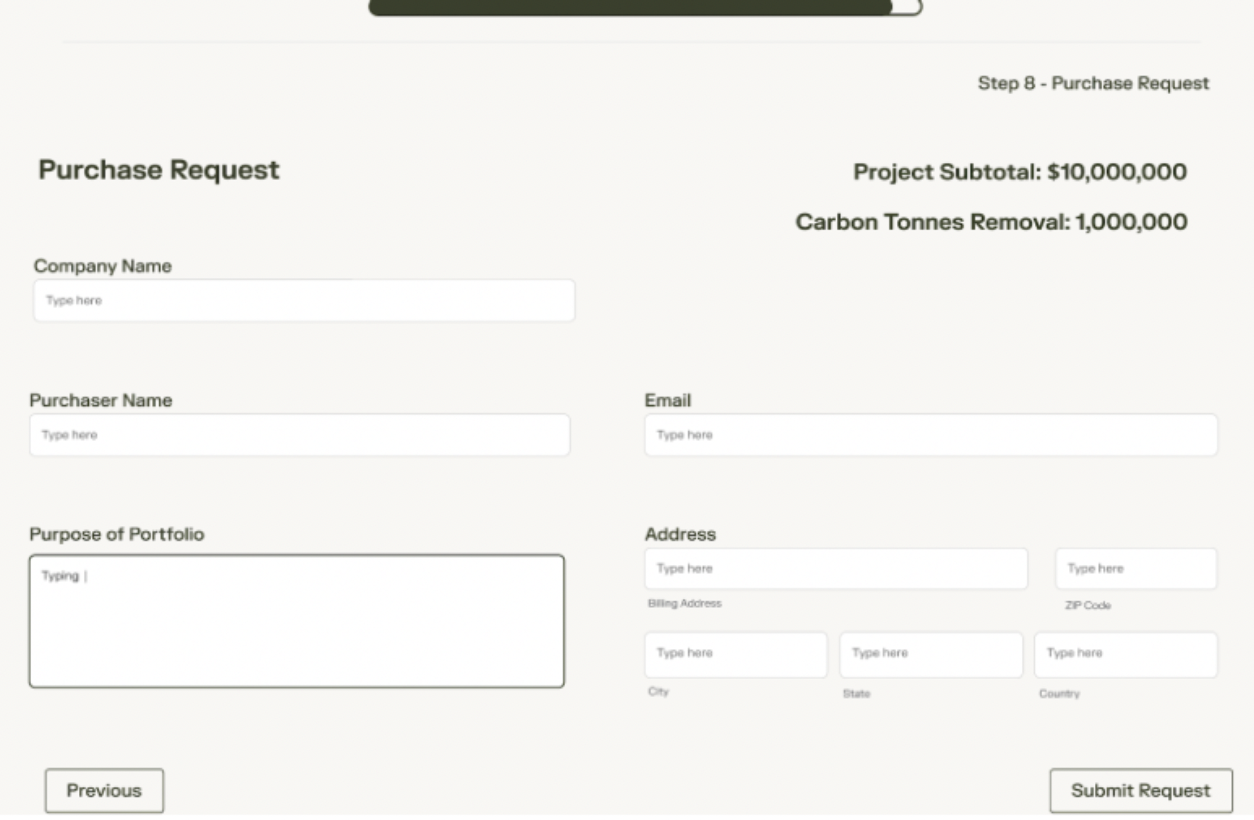 Step 8 - Purchase Request
Purchase Request
Project Subtotal: $10,000,000
Carbon Tonnes Removal: 1,000,000
Company Name
Type here
Purchaser Name
Email
Type here
Type here
Purpose of Portfolio
Address
Typing |
Type here
Type here
Billing Address
ZIP Code
Type here
Type here
Type here
City
State
Country
Previous
Submit Request